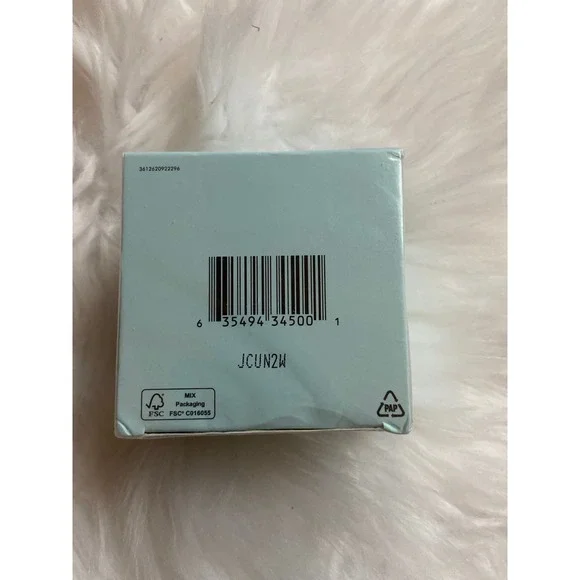 3612620922296
6 35494 34500 1
JCUN2W
MIX
Packaging
FSC
FSC® C016055
PAP